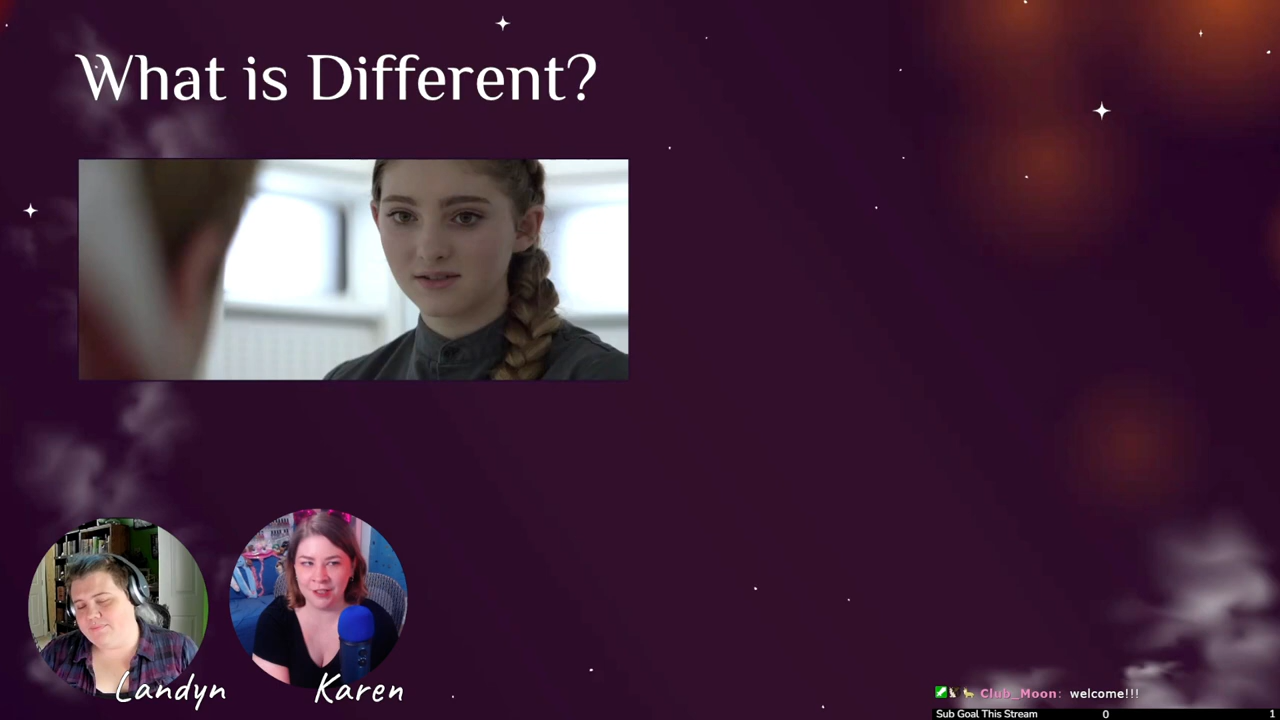 What is Different?
Landyn
Karen
Club_Moon: welcome!!!
Sub Goal This Stream 0 1